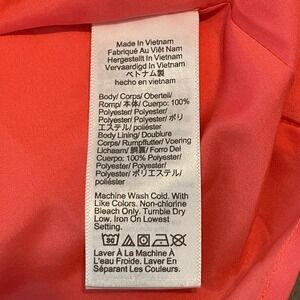 Made In Vietnam
Fabriqué Au Việt Nam
Hergestellt In Vietnam
Vervaardigd In Vietnam
ベトナム製
hecho en vietnam
Body/ Corps/ Oberteil/
Romp/ 本体/ Cuerpo: 100%
Polyester/ Polyester/
Polyester/ Polyester/ ポリ
エステル/ poliéster
Body Lining/ Doublure
Corps/ Rumpffutter/ Voering
Lichaam/ 胴裏/ Forro Del
Cuerpo: 100% Polyester/
Polyester/ Polyester/
Polyester/ ポリエステル/
poliéster
Machine Wash Cold. With
Like Colors. Non-chlorine
Bleach Only. Tumble Dry
Low. Iron On Lowest
Setting.
30
Laver À La Machine À
L'eau Froide. Laver En
Séparant Les Couleurs.